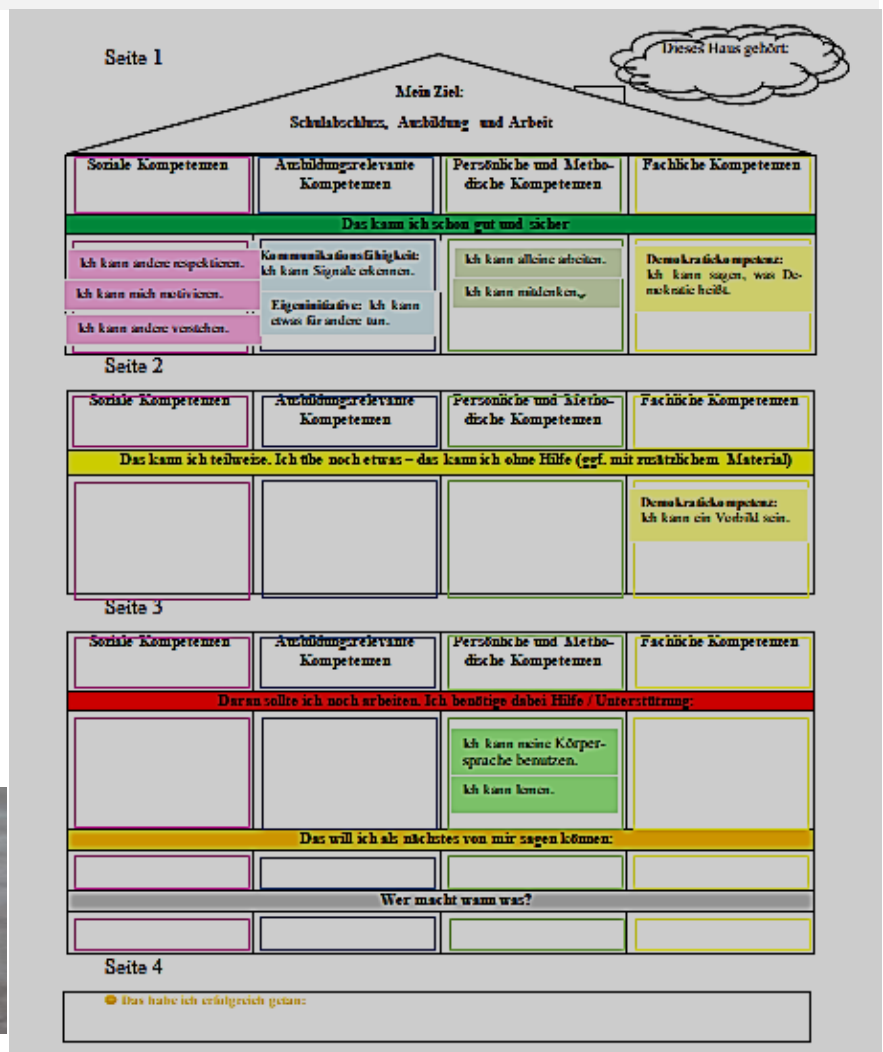 Seite 1
Dieses Haus gehört:
Mein Ziel:
Schulabschluss, Ausbildung und Arbeit
Soziale Kompetenzen
Ausbildungsrelevante
Kompetenzen
Persönliche und Metho-
dische Kompetenzen
Fachliche Kompetenzen
Das kann ich schon gut und sicher
Ich kann andere respektieren.
Ich kann mich motivieren.
Ich kann andere verstehen.
Kommunikationsfähigkeit:
Ich kann Signale erkennen.
Eigeninitiative: Ich kann
etwas für andere tun.
Ich kann alleine arbeiten.
Ich kann mitdenken.
Demokratiekompetenz:
Ich kann sagen, was De-
mokratie heißt.
Seite 2
Soziale Kompetenzen
Ausbildungsrelevante
Kompetenzen
Persönliche und Metho-
dische Kompetenzen
Fachliche Kompetenzen
Das kann ich teilweise. Ich übe noch etwas – das kann ich ohne Hilfe (ggf. mit zusätzlichem Material)
Demokratiekompetenz:
Ich kann ein Vorbild sein.
Seite 3
Soziale Kompetenzen
Ausbildungsrelevante
Kompetenzen
Persönliche und Metho-
dische Kompetenzen
Fachliche Kompetenzen
Daran sollte ich noch arbeiten. Ich benötige dabei Hilfe / Unterstützung:
Ich kann meine Körper-
sprache benutzen.
Ich kann lernen.
Das will ich als nächstes von mir sagen können:
Wer macht wann was?
Seite 4
Das habe ich erfolgreich getan: